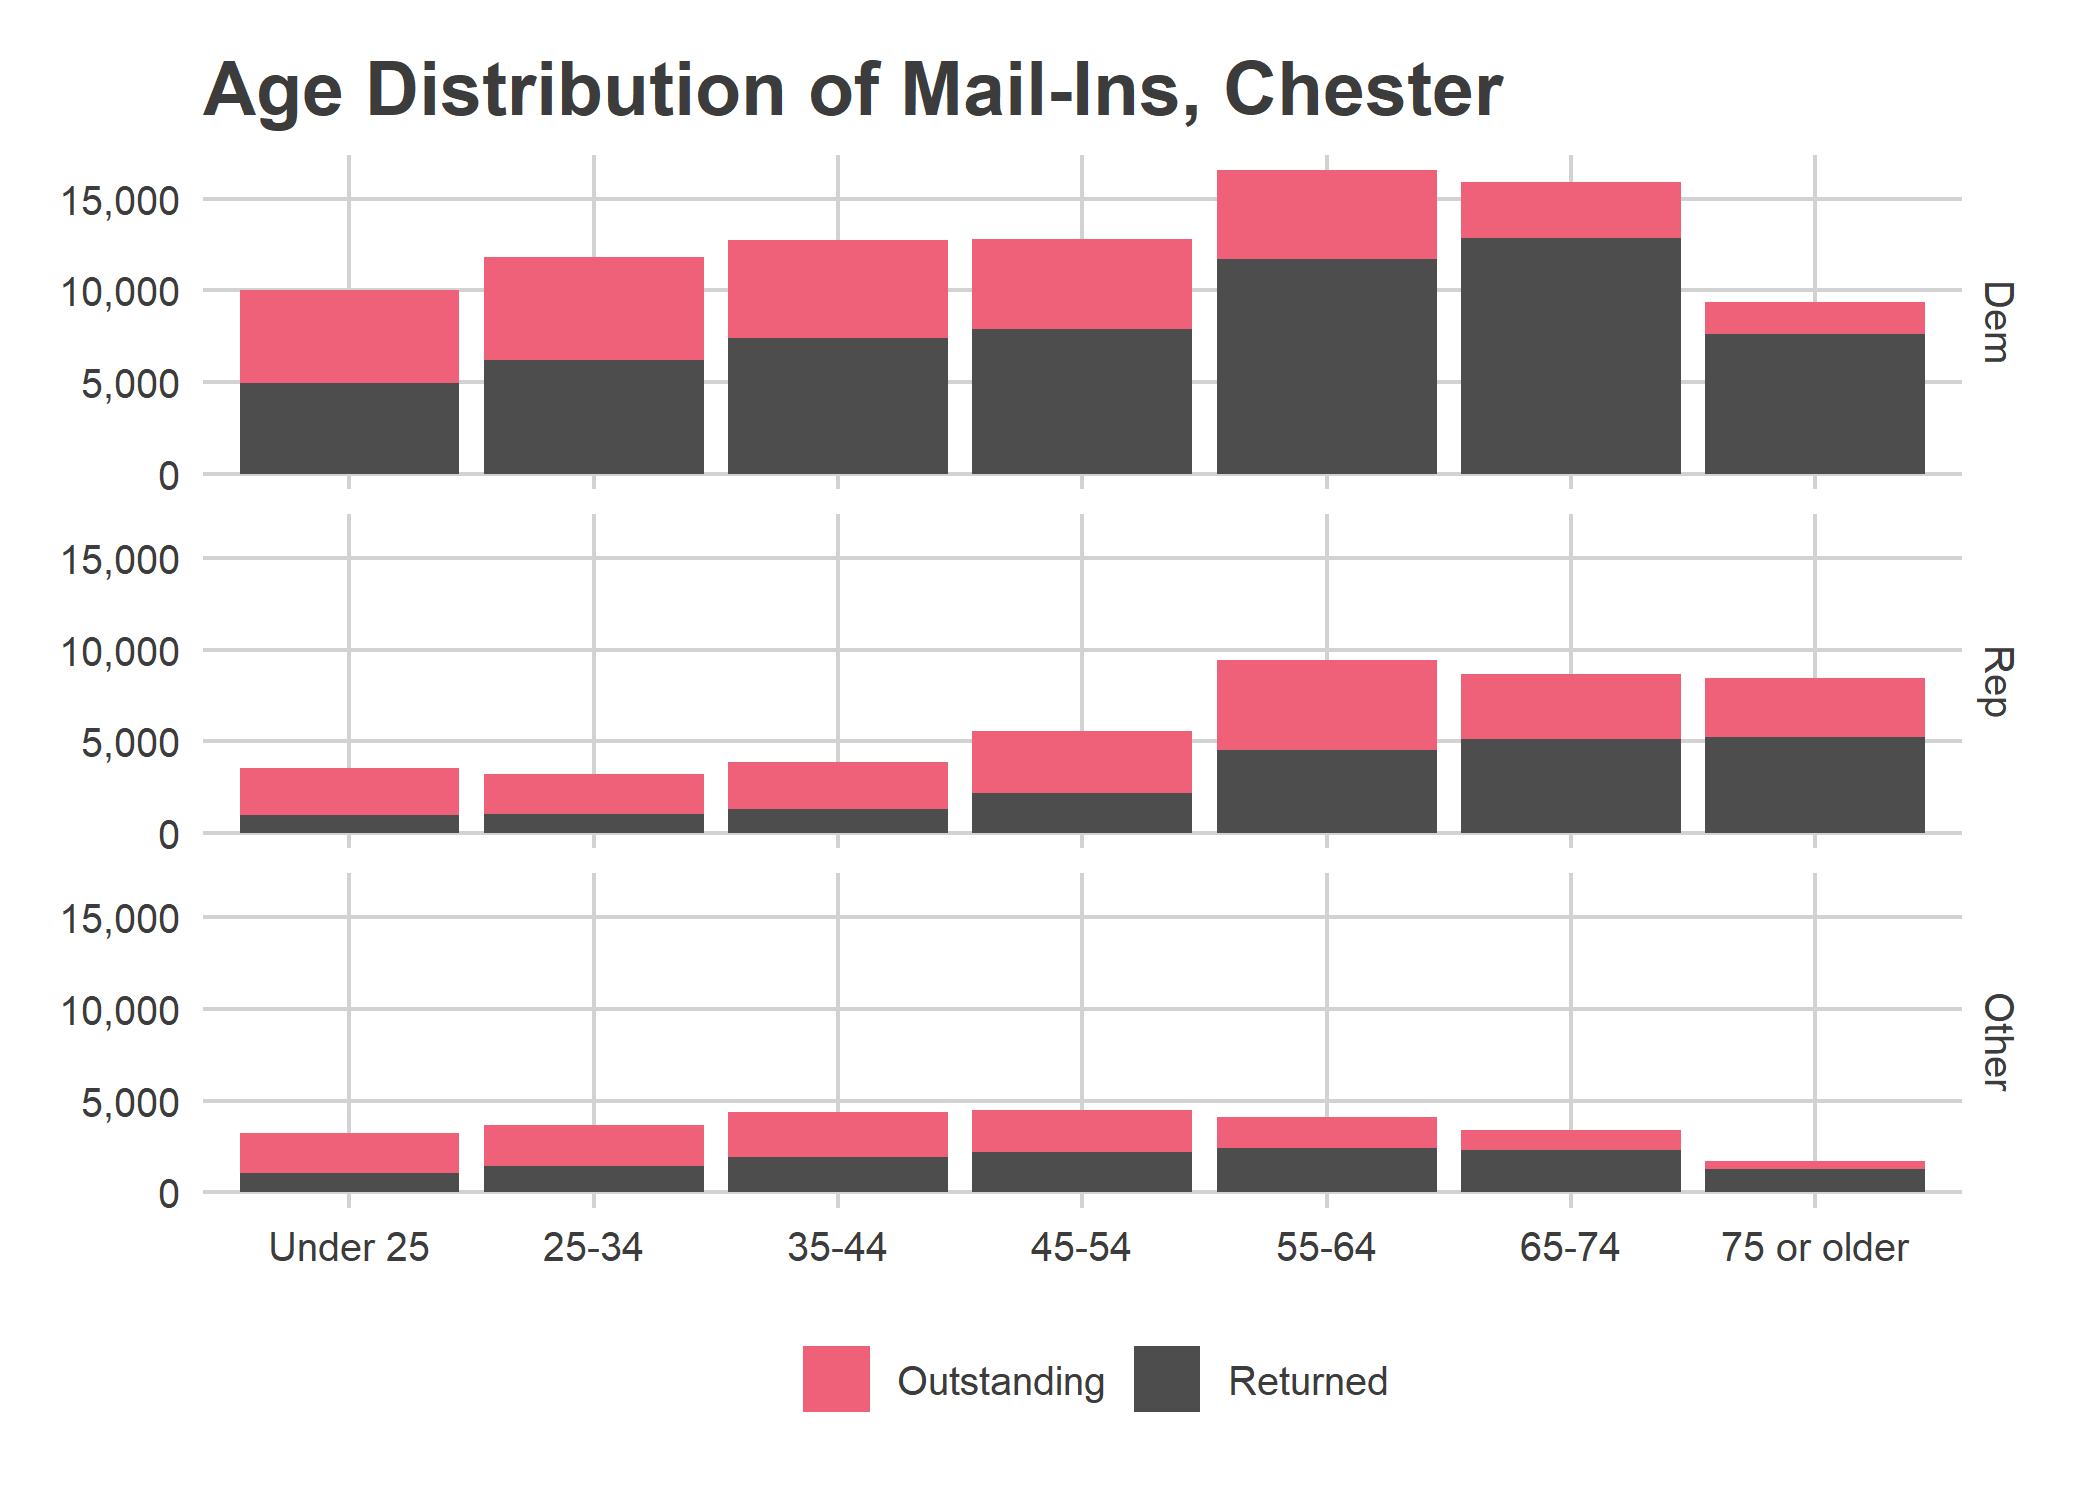 Age Distribution of Mail-Ins, Chester
15,000
10,000
5,000
0
Dem
15,000
10,000
5,000
0
Rep
15,000
10,000
5,000
0
Other
Under 25 25-34 35-44 45-54 55-64 65-74 75 or older
Outstanding Returned